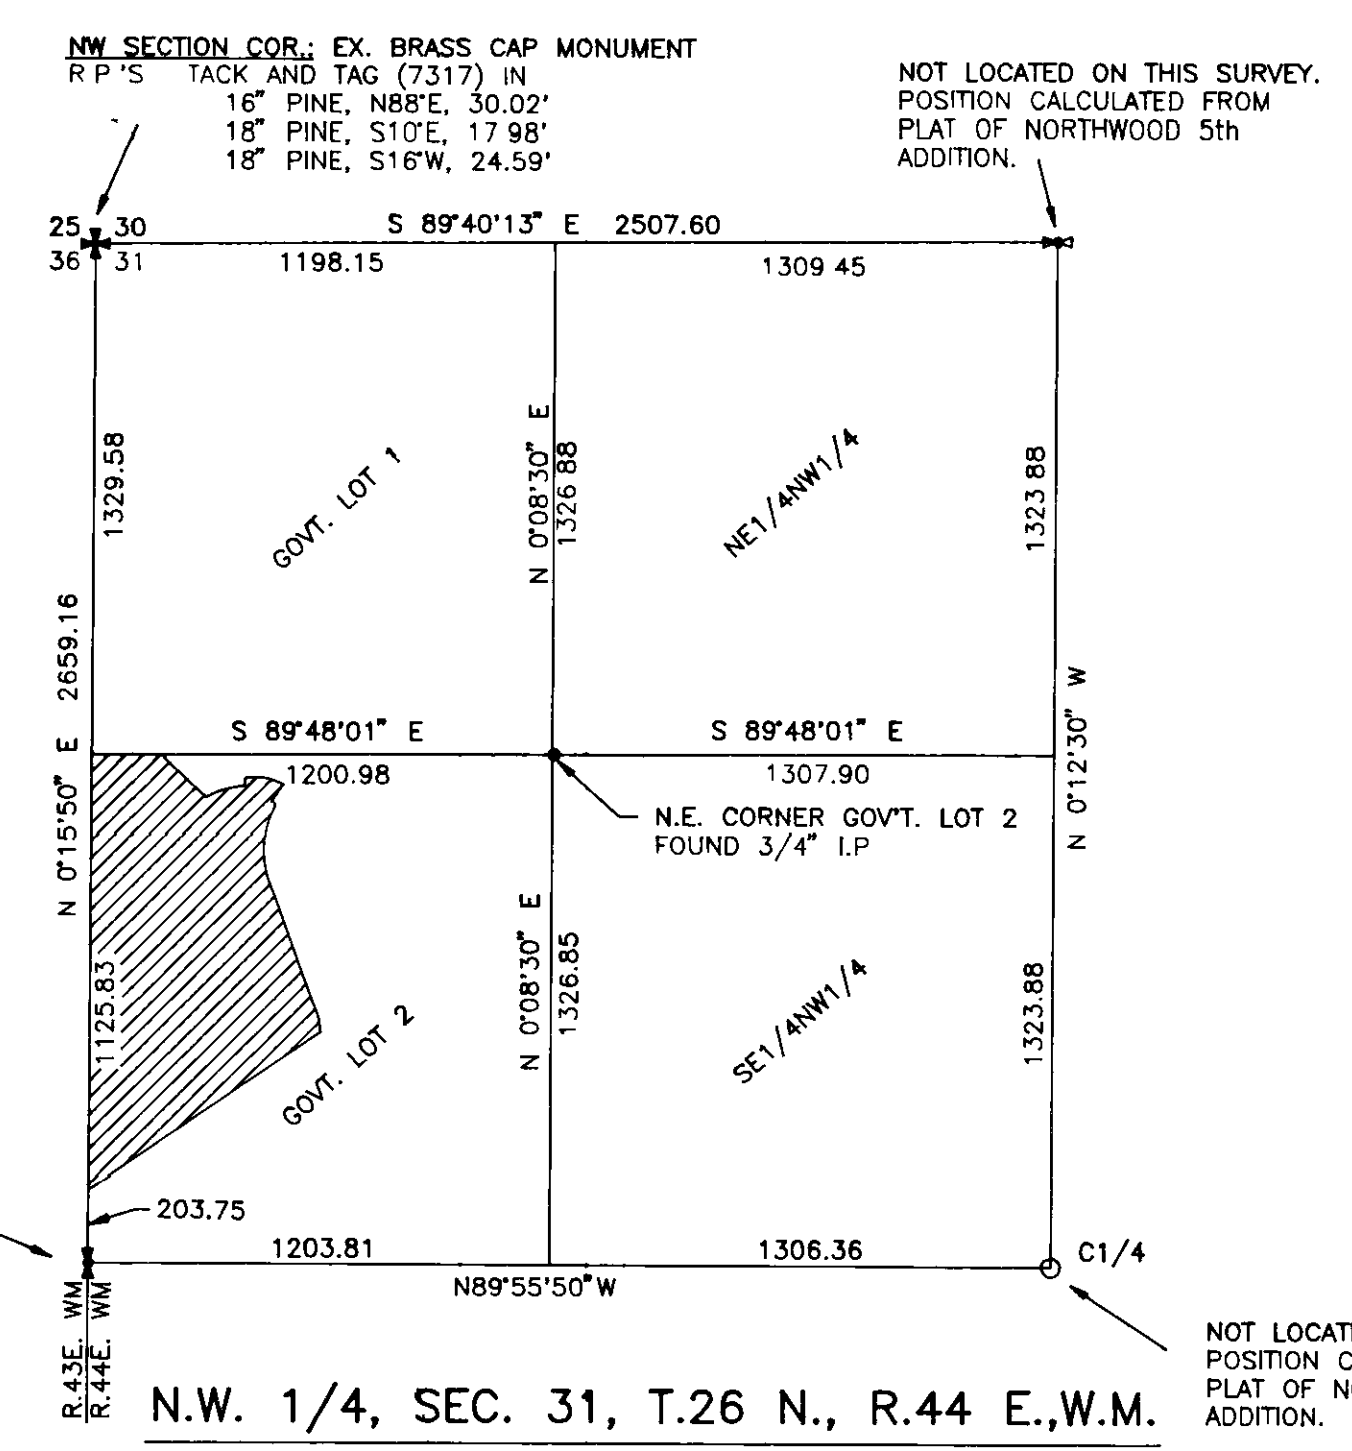 NW SECTION COR.: EX. BRASS CAP MONUMENT
R P'S TACK AND TAG (7317) IN
16" PINE, N88°E, 30.02'
18" PINE, S10°E, 17 98'
18" PINE, S16°W, 24.59'
NOT LOCATED ON THIS SURVEY.
POSITION CALCULATED FROM
PLAT OF NORTHWOOD 5th
ADDITION.
25 30
36 31
S 89°40'13" E 2507.60
1198.15
1309 45
1329.58
GOVT. LOT 1
N 0°08'30" E
1326 88
NE1/4NW1/4
1323 88
N 0°15'50" E 2659.16
S 89°48'01" E
1200.98
S 89°48'01" E
1307.90
N 0°12'30" W
N.E. CORNER GOV'T. LOT 2
FOUND 3/4" I.P
1125.83
GOVT. LOT 2
N 0°08'30" E
1326.85
SE1/4NW1/4
1323.88
203.75
1203.81
1306.36
C1/4
N89°55'50"W
R.43E. WM
R.44E. WM
NOT LOCAT
POSITION C
PLAT OF N
ADDITION.
N.W. 1/4, SEC. 31, T.26 N., R.44 E.,W.M.